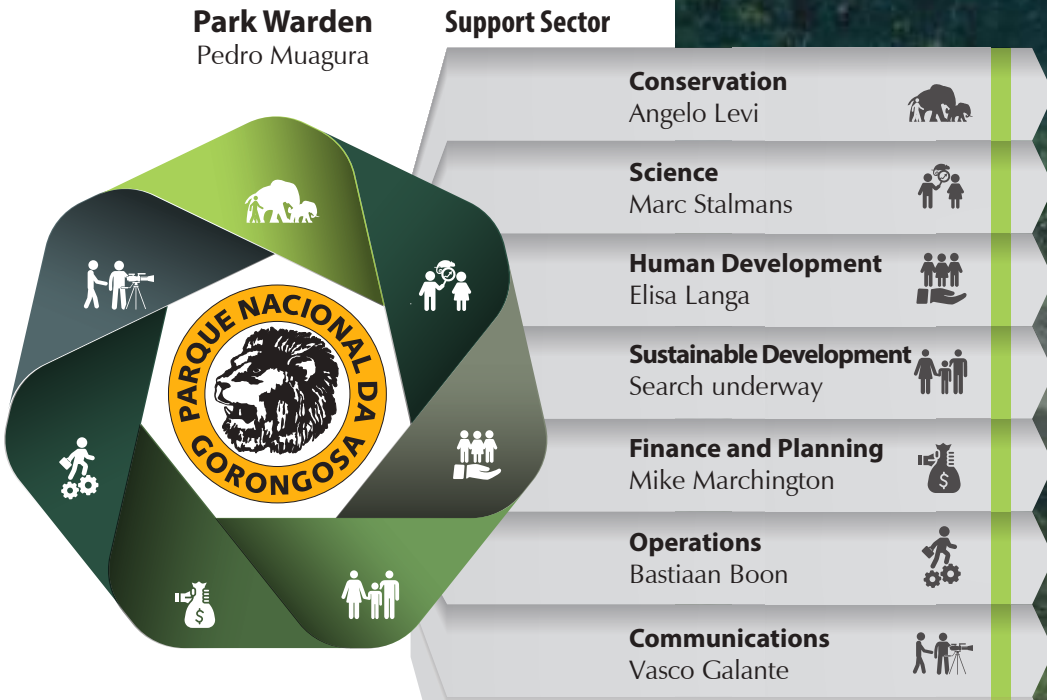 Park Warden
Pedro Muagura
Support Sector
Conservation
Angelo Levi
Science
Marc Stalmans
Human Development
Elisa Langa
Sustainable Development
Search underway
Finance and Planning
Mike Marchington
Operations
Bastiaan Boon
Communications
Vasco Galante
PARQUE NACIONAL DA
GORONGOSA
$
$